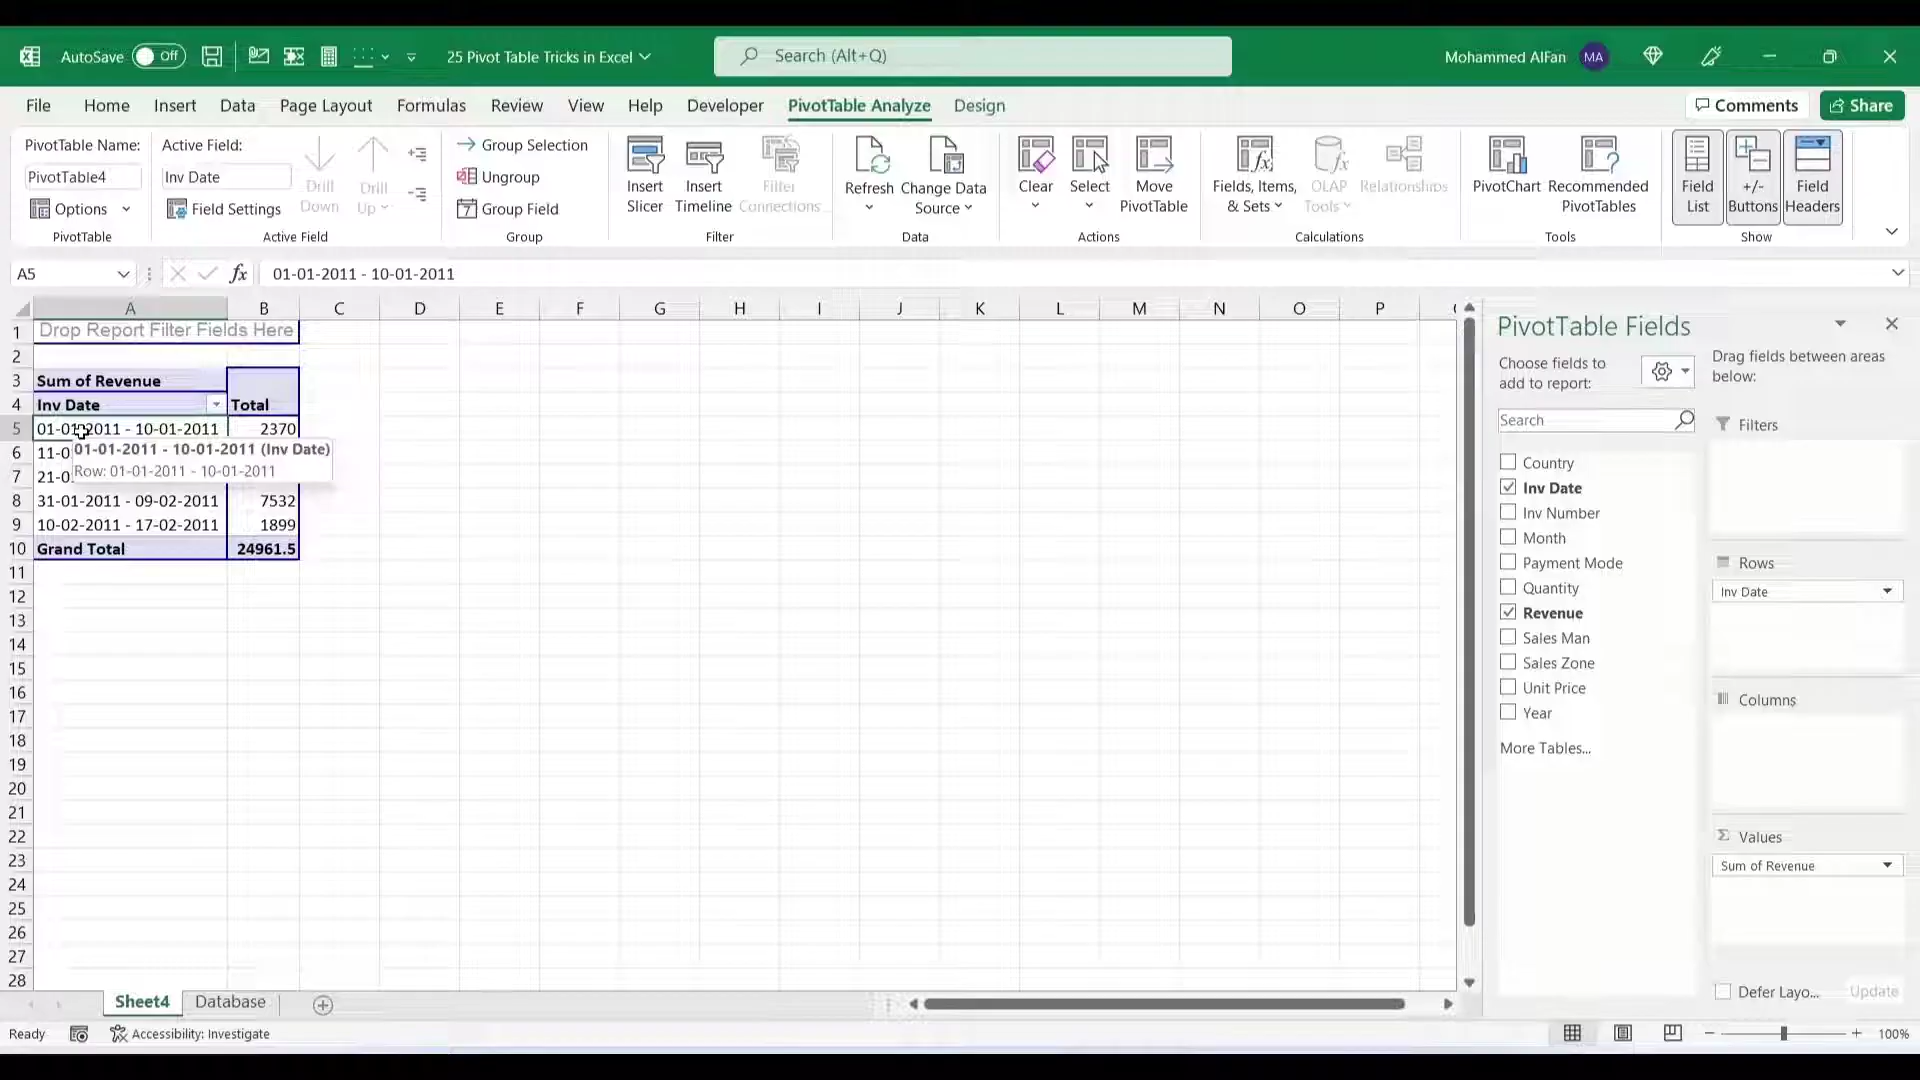 AutoSave Off 25 Pivot Table Tricks in Excel Search (Alt+Q) Mohammed AlFan MA
File Home Insert Data Page Layout Formulas Review View Help Developer PivotTable Analyze Design Comments Share
PivotTable Name:
PivotTable4
Options
PivotTable
Active Field:
Inv Date
Field Settings
Drill
Down
Drill
Up
Active Field
Group Selection
Ungroup
Group Field
Group
Insert
Slicer
Insert
Timeline
Filter
Connections
Filter
Refresh
Change Data
Source
Data
Clear
Select
Move
PivotTable
Actions
Fields, Items,
& Sets
OLAP
Tools
Relationships
Calculations
PivotChart
Recommended
PivotTables
Tools
Field
List
+/-
Buttons
Field
Headers
Show
A5 fx 01-01-2011 - 10-01-2011
A B C D E F G H I J K L M N O P
1 Drop Report Filter Fields Here
2
3 Sum of Revenue
4 Inv Date Total
5 01-01-2011 - 10-01-2011 2370
01-01-2011 - 10-01-2011 (Inv Date)
Row: 01-01-2011 - 10-01-2011
6 11-0
7 21-0
8 31-01-2011 - 09-02-2011 7532
9 10-02-2011 - 17-02-2011 1899
10 Grand Total 24961.5
11
12
13
14
15
16
17
18
19
20
21
22
23
24
25
26
27
28
PivotTable Fields
Choose fields to
add to report:
Search
Country
Inv Date
Inv Number
Month
Payment Mode
Quantity
Revenue
Sales Man
Sales Zone
Unit Price
Year
More Tables...
Drag fields between areas
below:
Filters
Rows
Inv Date
Columns
Σ Values
Sum of Revenue
Defer Layo... Update
Sheet4 Database
Ready Accessibility: Investigate 100%